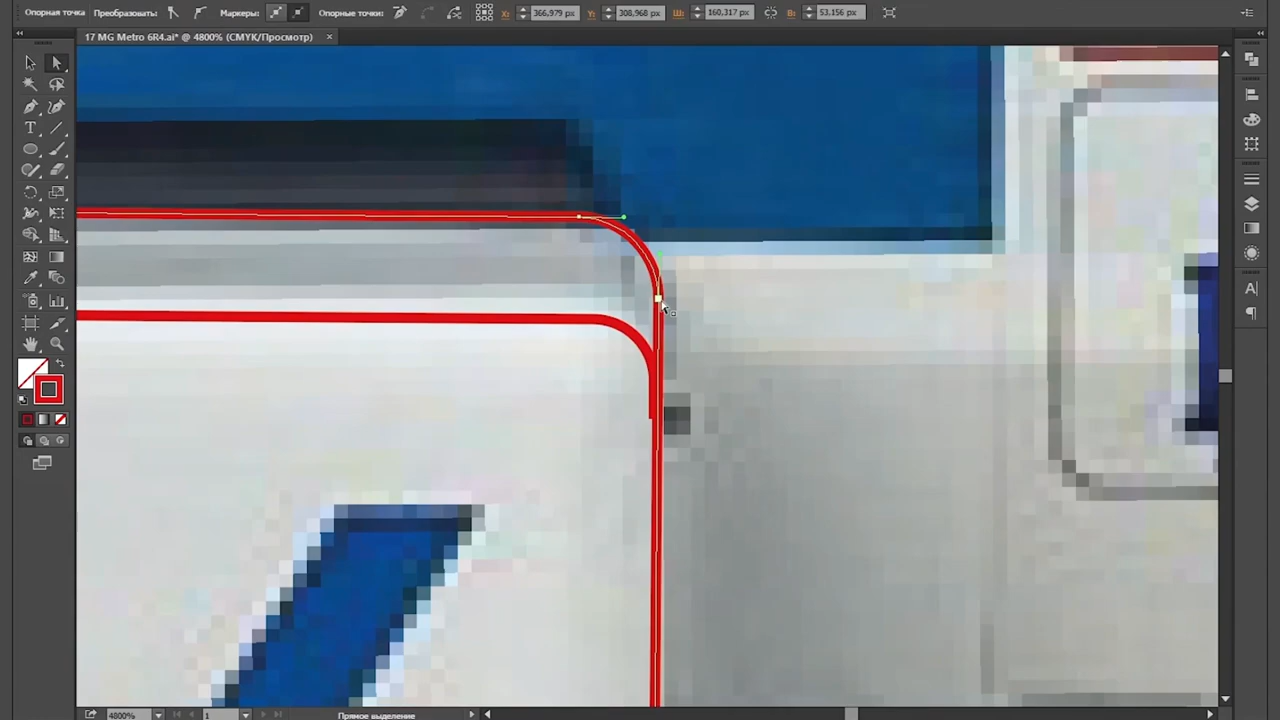 Опорная точка Преобразовать: Маркеры: Опорные точки: X: 366,979 px Y: 308,968 px Ш: 160,317 px В: 53,156 px
17 MG Metro 6R4.ai* @ 4800% (CMYK/Просмотр) ×
4800% 1 Прямое выделение